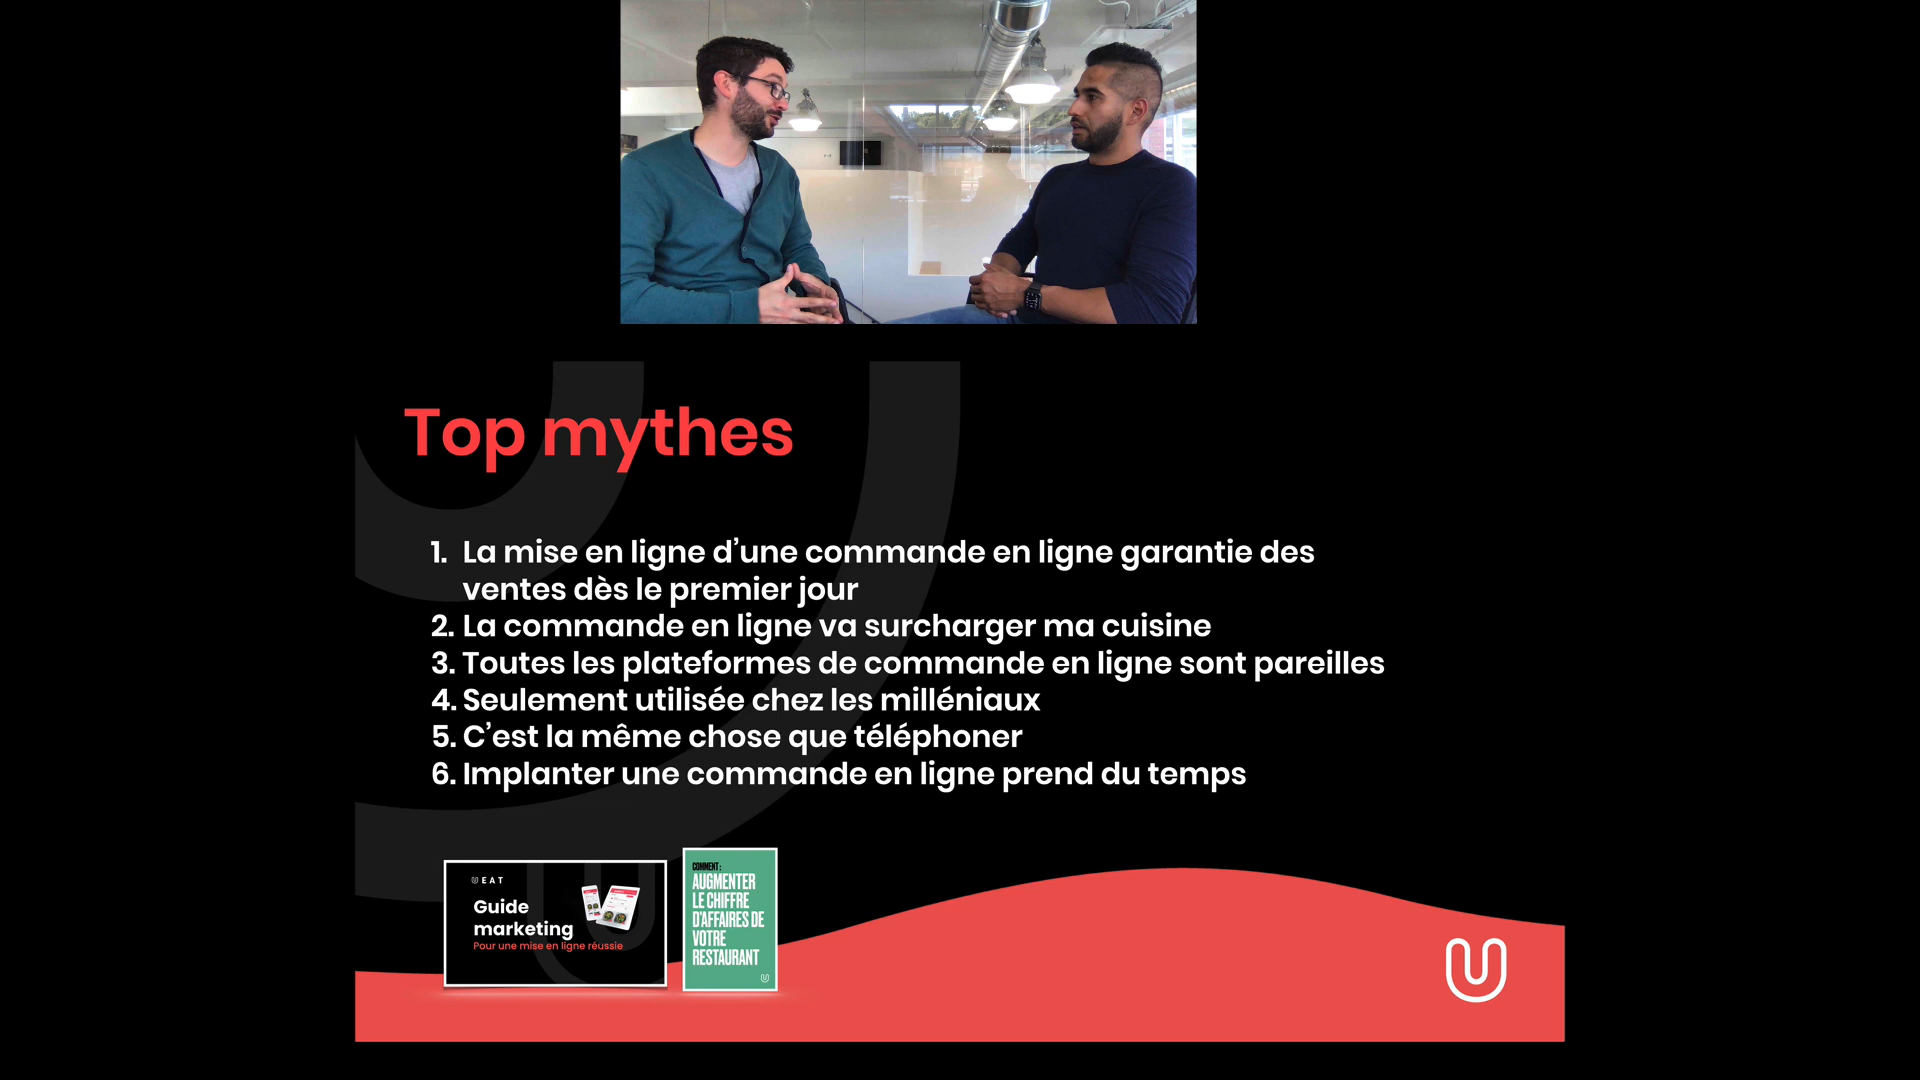 Top mythes
1. La mise en ligne d’une commande en ligne garantie des
ventes dès le premier jour
2. La commande en ligne va surcharger ma cuisine
3. Toutes les plateformes de commande en ligne sont pareilles
4. Seulement utilisée chez les milléniaux
5. C’est la même chose que téléphoner
6. Implanter une commande en ligne prend du temps
UEAT
Guide
marketing
Pour une mise en ligne réussie
COMMENT :
AUGMENTER
LE CHIFFRE
D'AFFAIRES DE
VOTRE
RESTAURANT
U